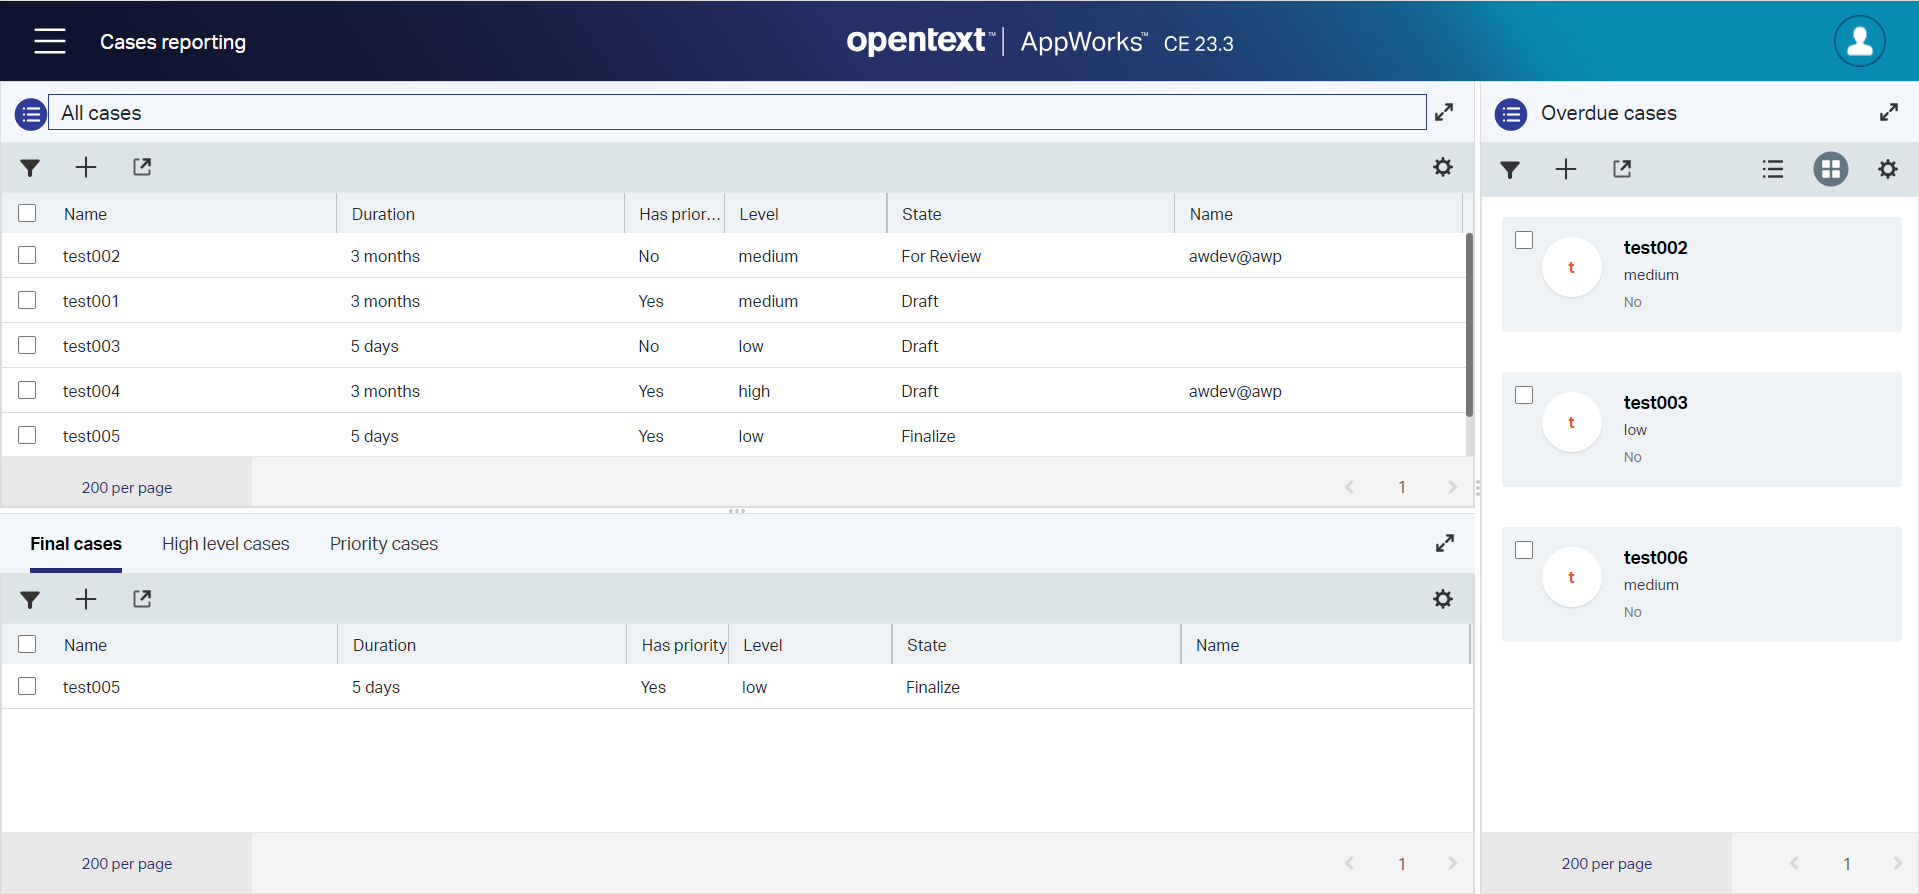 Cases reporting
opentext™ | AppWorks™ CE 23.3
All cases
Name Duration Has prior... Level State Name
test002 3 months No medium For Review awdev@awp
test001 3 months Yes medium Draft
test003 5 days No low Draft
test004 3 months Yes high Draft awdev@awp
test005 5 days Yes low Finalize
200 per page 1
Final cases High level cases Priority cases
Name Duration Has priority Level State Name
test005 5 days Yes low Finalize
200 per page 1
Overdue cases
t
test002
medium
No
t
test003
low
No
t
test006
medium
No
200 per page 1